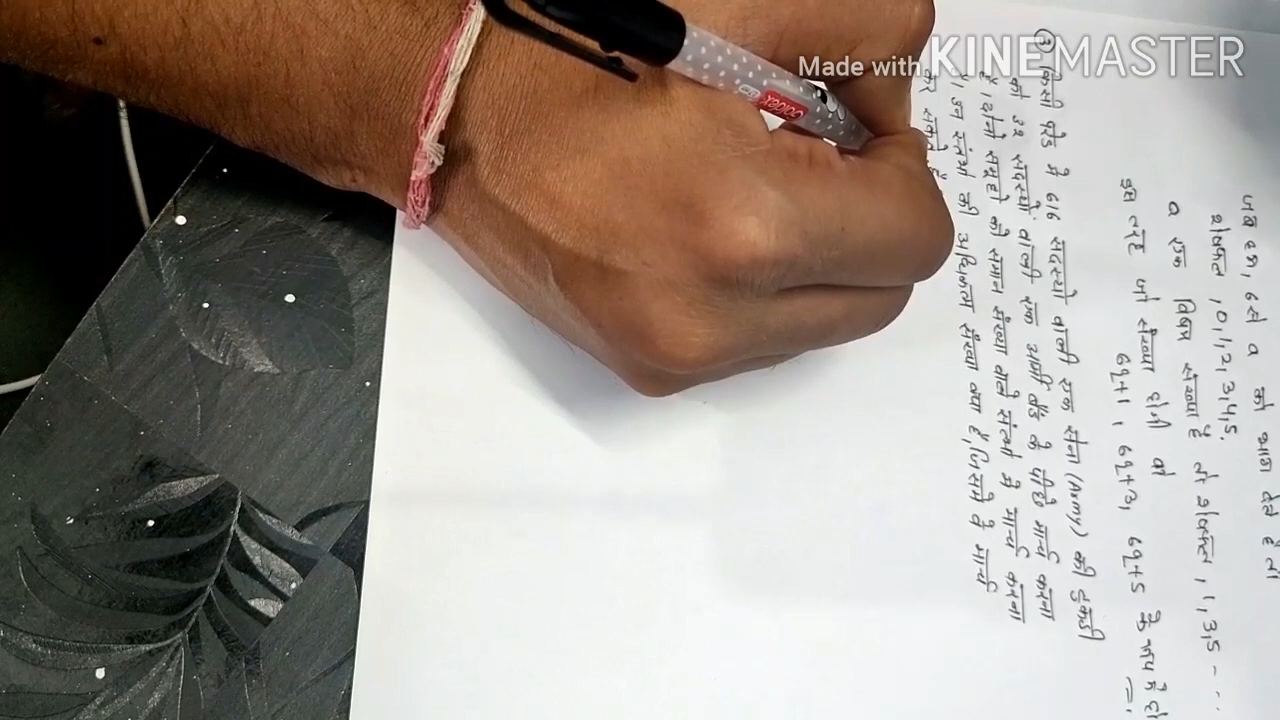 जब हम, 6 से a को भाग देते हैं तो
शेषफल, 0,1,2,3,4,5.
a एक विषम संख्या है तो शेषफल, 1,3,5 - - -
इस तरह जो संख्या होगी वो
6q+1, 6q+3, 6q+5 के रूप में हो
③ किसी परेड में 616 सदस्यो वाली एक सेना (Army) की टुकडी
को 32 सदस्यों वाली एक आर्मी बैंड के पीछे मार्च करना
है। दोनो समूहो को समान संख्या वाले स्तंभो मे मार्च करना
है। उन स्तंभो की अधिकतम संख्या क्या है, जिसमे वे मार्च
कर सकते हैं
Made with KINEMASTER